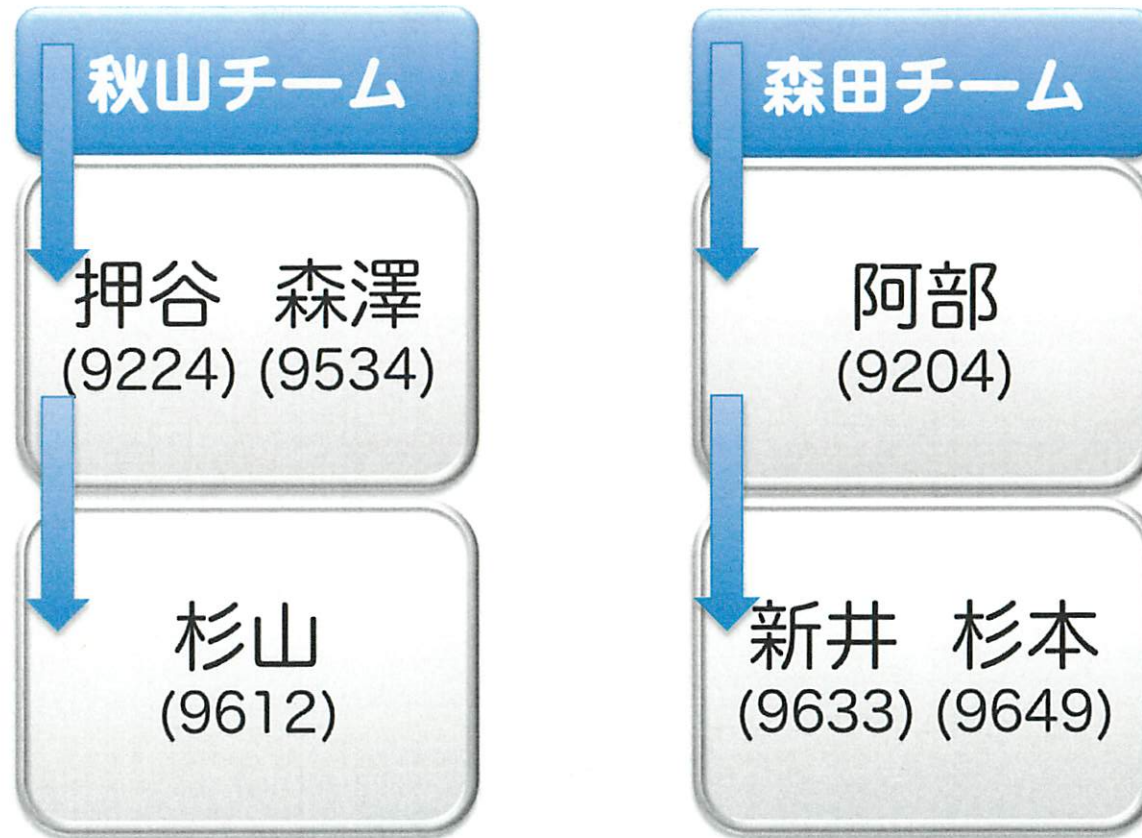 秋山チーム
押谷 森澤
(9224) (9534)
杉山
(9612)
森田チーム
阿部
(9204)
新井 杉本
(9633) (9649)